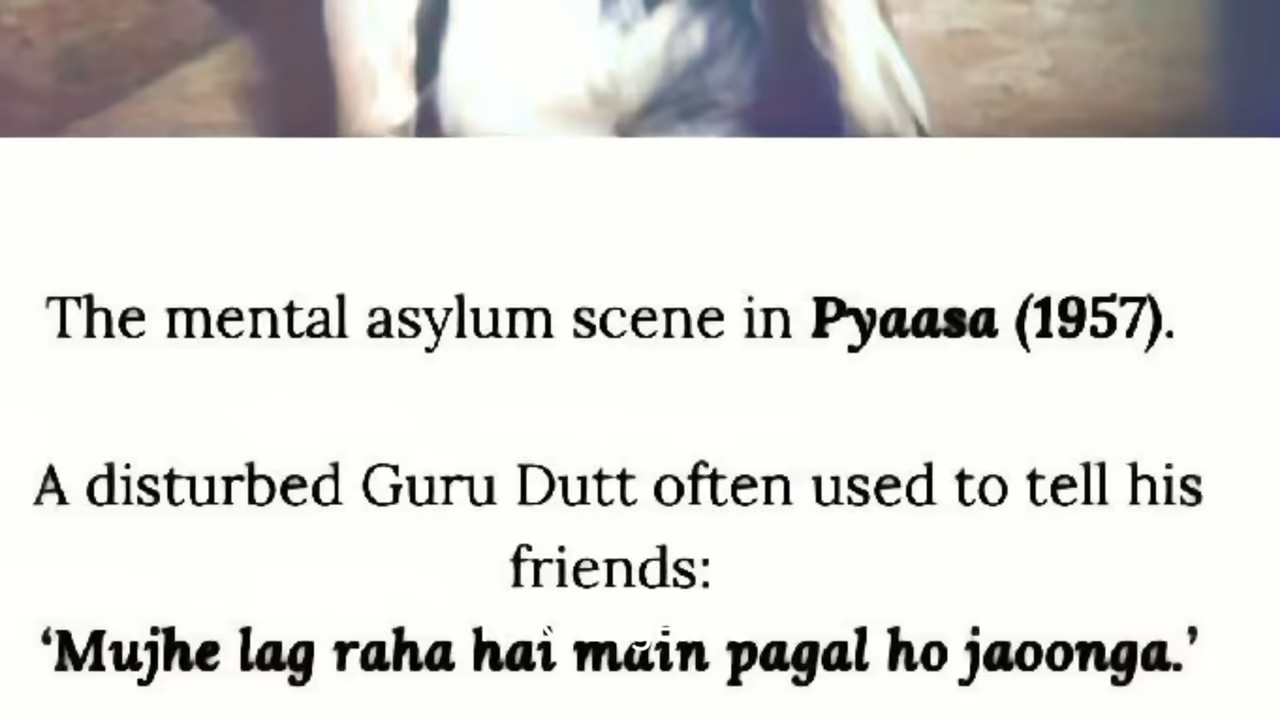 The mental asylum scene in Pyaasa (1957).
A disturbed Guru Dutt often used to tell his
friends:
‘Mujhe lag raha hai main pagal ho jaoonga.’